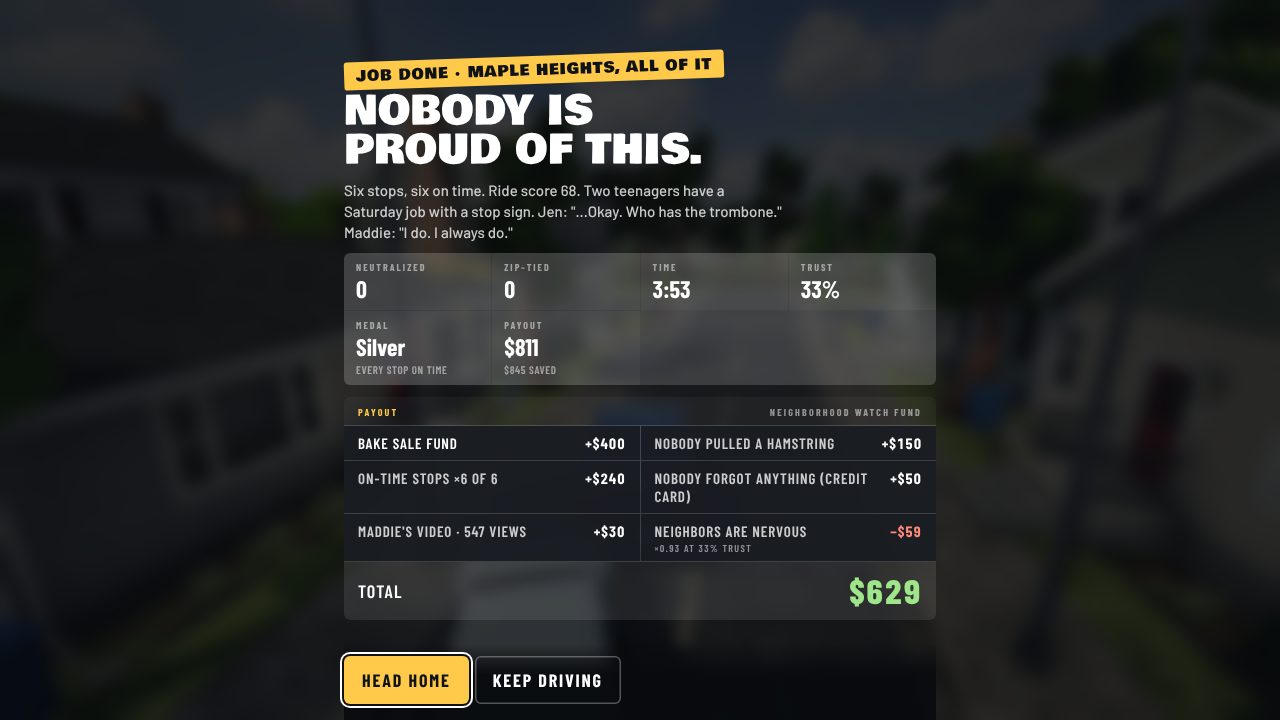 JOB DONE · MAPLE HEIGHTS, ALL OF IT
NOBODY IS
PROUD OF THIS.
Six stops, six on time. Ride score 68. Two teenagers have a
Saturday job with a stop sign. Jen: "...Okay. Who has the trombone."
Maddie: "I do. I always do."
NEUTRALIZED
0
ZIP-TIED
0
TIME
3:53
TRUST
33%
MEDAL
Silver
EVERY STOP ON TIME
PAYOUT
$811
$845 SAVED
PAYOUT
NEIGHBORHOOD WATCH FUND
BAKE SALE FUND +$400
NOBODY PULLED A HAMSTRING +$150
ON-TIME STOPS ×6 OF 6 +$240
NOBODY FORGOT ANYTHING (CREDIT
CARD) +$50
MADDIE'S VIDEO · 547 VIEWS +$30
NEIGHBORS ARE NERVOUS −$59
×0.93 AT 33% TRUST
TOTAL $629
HEAD HOME
KEEP DRIVING